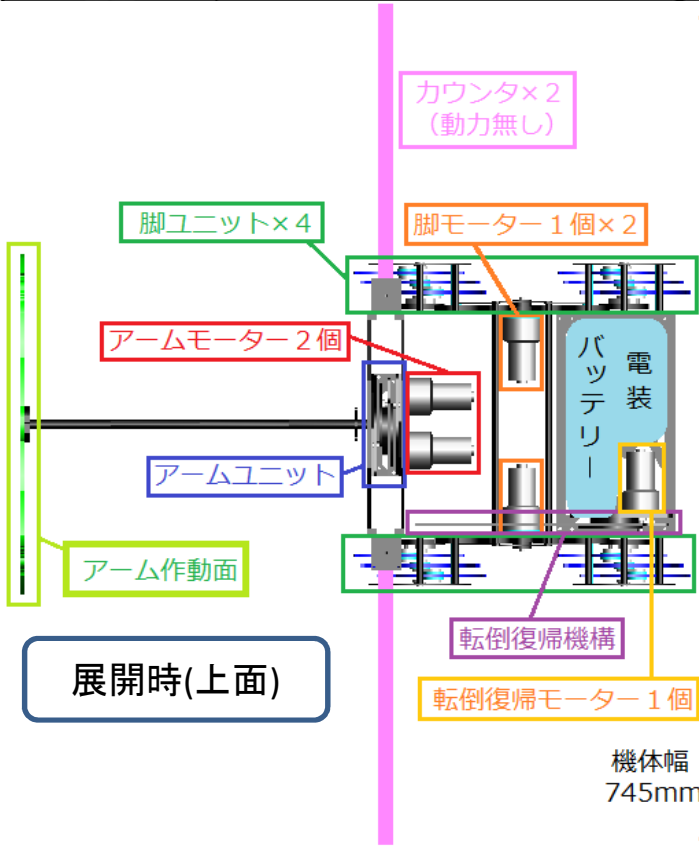 カウンタ×２
（動力無し）
脚ユニット×４
脚モーター１個×２
アームモーター２個
バッテリー
電装
アームユニット
アーム作動面
転倒復帰機構
展開時(上面)
転倒復帰モーター１個
機体幅
745mm